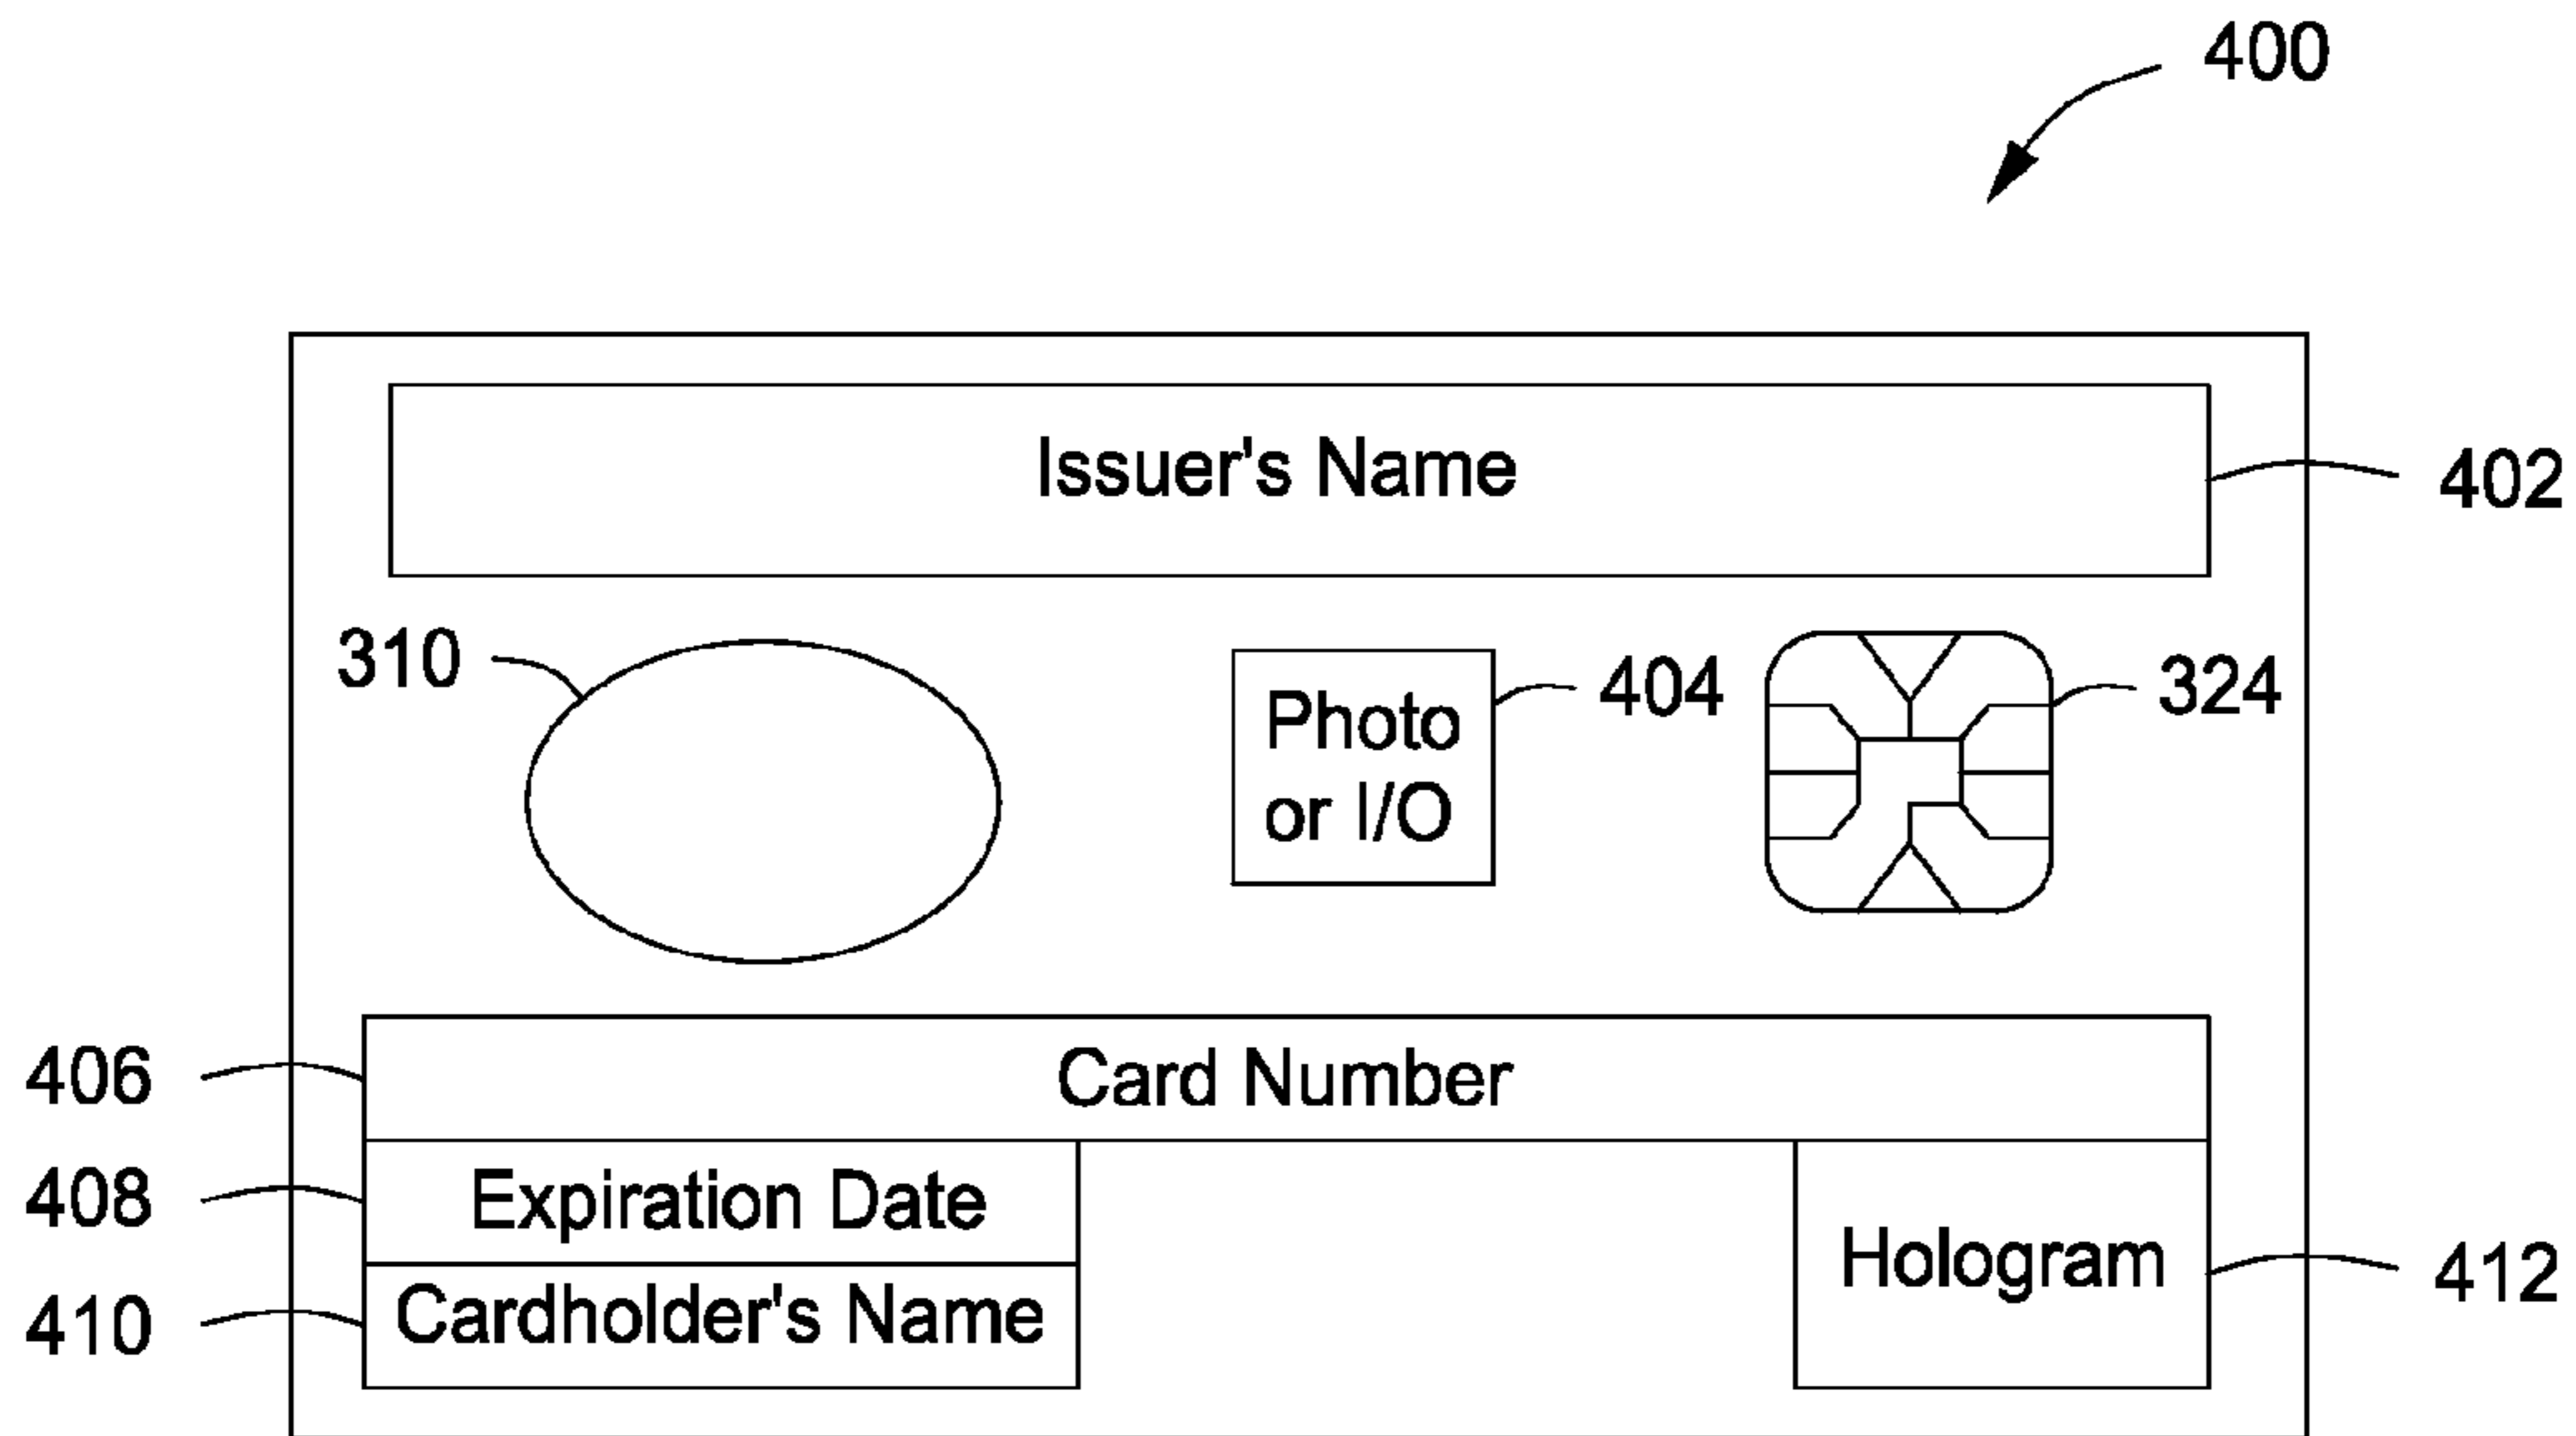 400
Issuer's Name
402
310
Photo
or I/O
404
324
406
Card Number
408
Expiration Date
Hologram
412
410
Cardholder's Name